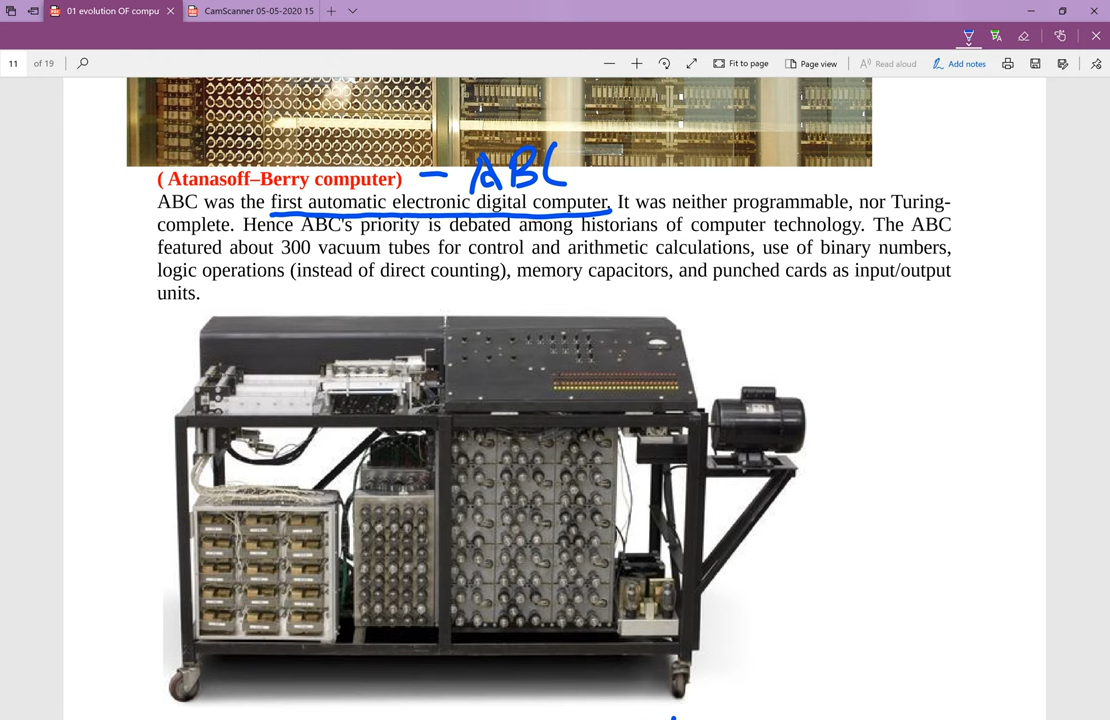 01 evolution OF compu
CamScanner 05-05-2020 15
11 of 19
Fit to page
Page view
Read aloud
Add notes
( Atanasoff–Berry computer) – ABC
ABC was the first automatic electronic digital computer. It was neither programmable, nor Turing-
complete. Hence ABC's priority is debated among historians of computer technology. The ABC
featured about 300 vacuum tubes for control and arithmetic calculations, use of binary numbers,
logic operations (instead of direct counting), memory capacitors, and punched cards as input/output
units.